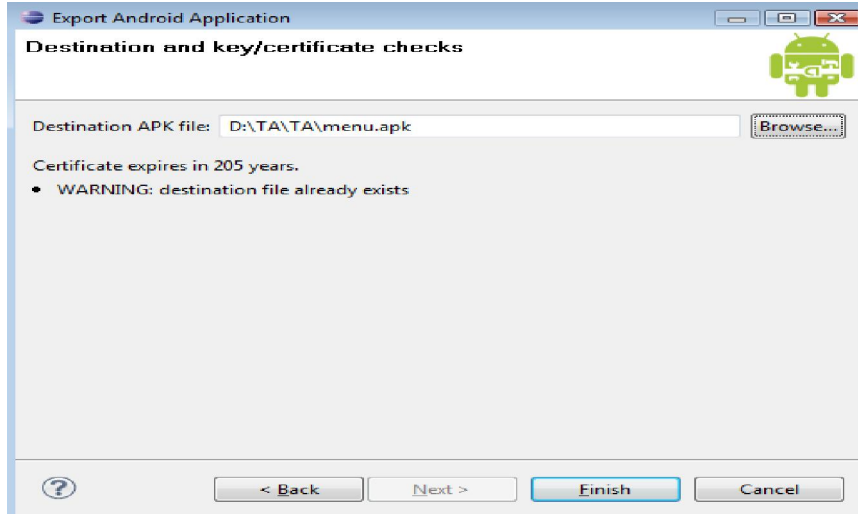 Export Android Application
Destination and key/certificate checks
Destination APK file: D:\TA\TA\menu.apk Browse...
Certificate expires in 205 years.
• WARNING: destination file already exists
? < Back Next > Finish Cancel